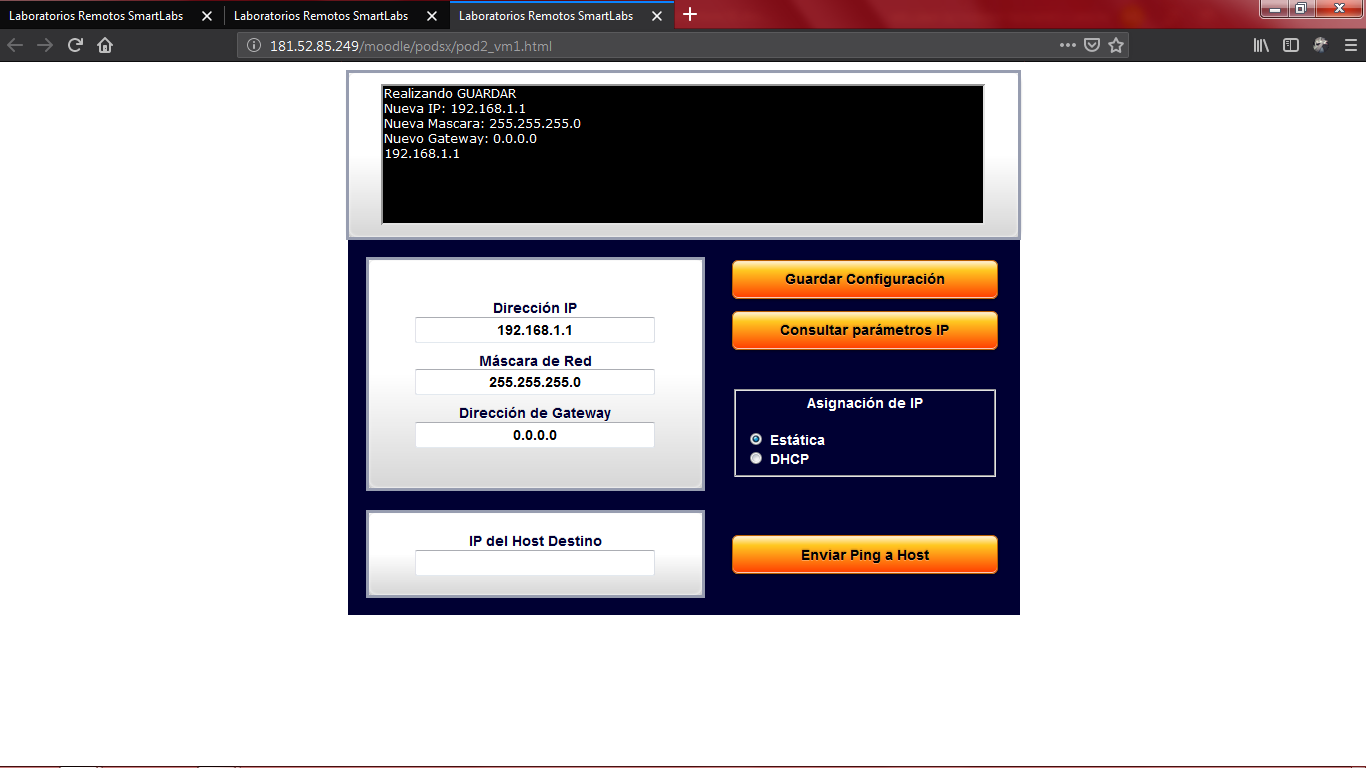 Laboratorios Remotos SmartLabs
Laboratorios Remotos SmartLabs
Laboratorios Remotos SmartLabs
181.52.85.249/moodle/podsx/pod2_vm1.html
Realizando GUARDAR
Nueva IP: 192.168.1.1
Nueva Mascara: 255.255.255.0
Nuevo Gateway: 0.0.0.0
192.168.1.1
Dirección IP
192.168.1.1
Máscara de Red
255.255.255.0
Dirección de Gateway
0.0.0.0
Guardar Configuración
Consultar parámetros IP
Asignación de IP
Estática
DHCP
IP del Host Destino
Enviar Ping a Host